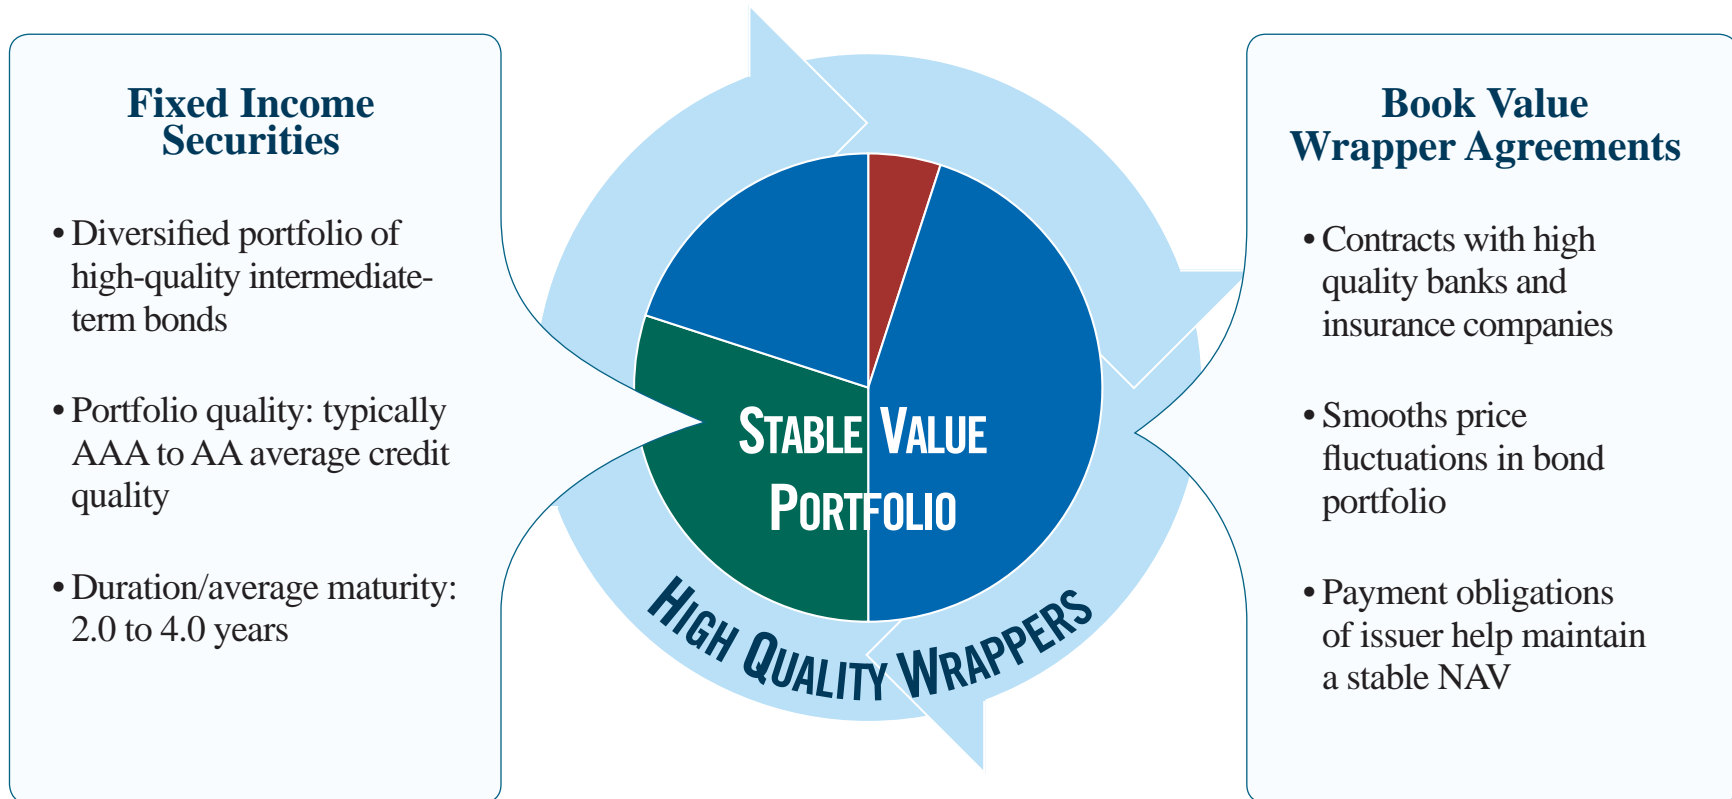 Fixed Income
Securities
• Diversified portfolio of
high-quality intermediate-
term bonds
• Portfolio quality: typically
AAA to AA average credit
quality
• Duration/average maturity:
2.0 to 4.0 years
STABLE VALUE
PORTFOLIO
HIGH QUALITY WRAPPERS
Book Value
Wrapper Agreements
• Contracts with high
quality banks and
insurance companies
• Smooths price
fluctuations in bond
portfolio
• Payment obligations
of issuer help maintain
a stable NAV